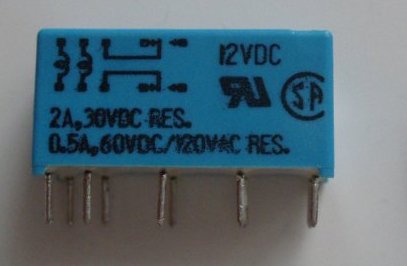 12VDC
2A,30VDC RES.
0.5A,60VDC/120VAC RES.